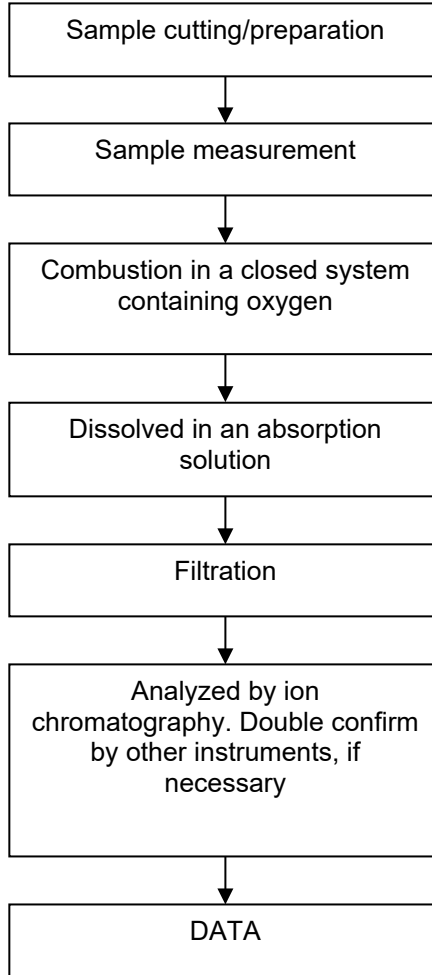 Sample cutting/preparation
Sample measurement
Combustion in a closed system
containing oxygen
Dissolved in an absorption
solution
Filtration
Analyzed by ion
chromatography. Double confirm
by other instruments, if
necessary
DATA